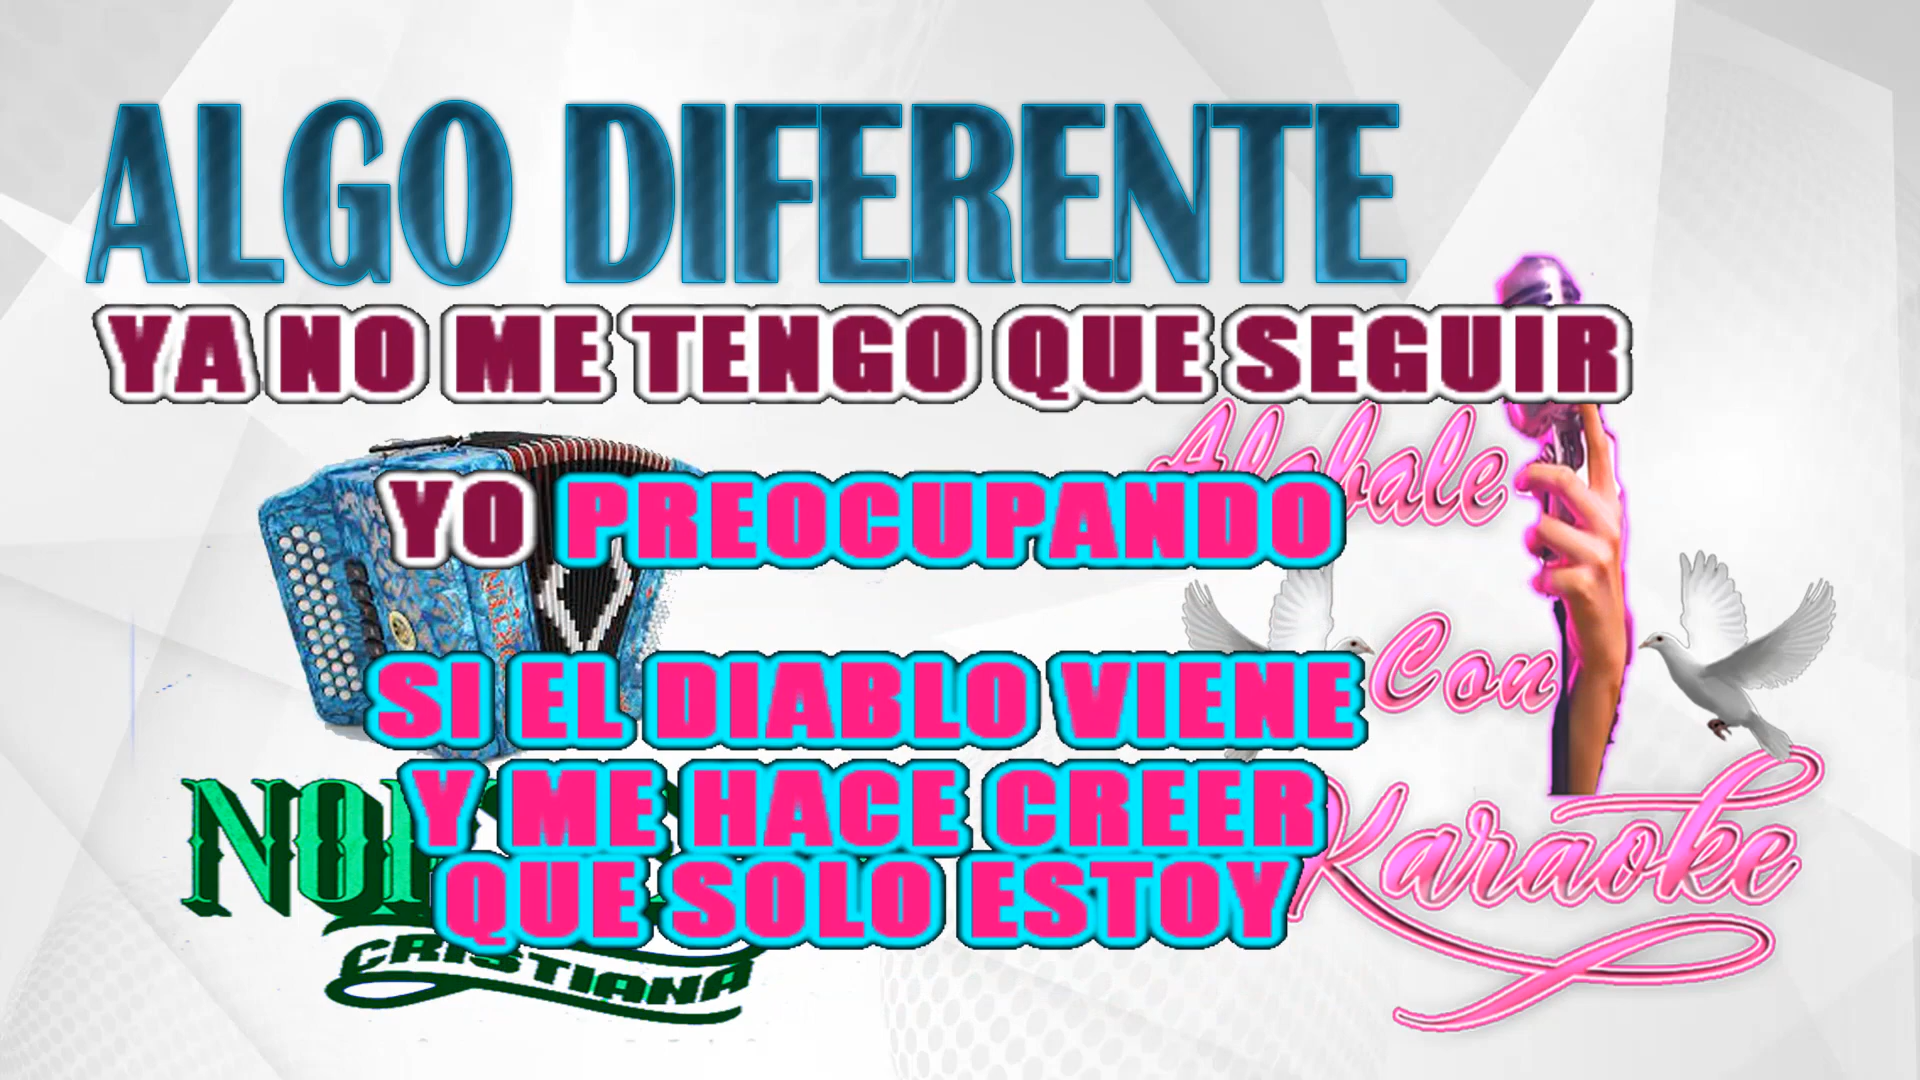 ALGO DIFERENTE
YA NO ME TENGO QUE SEGUIR
Alabale
YO PREOCUPANDO
Con
SI EL DIABLO VIENE
Y ME HACE CREER
Karaoke
QUE SOLO ESTOY
CRISTIANA